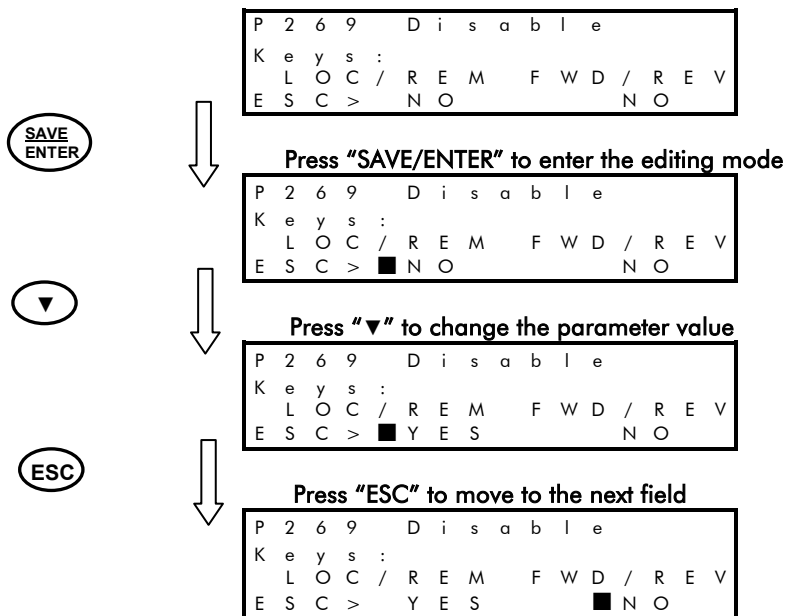 P269 Disable
Keys:
LOC/REM FWD/REV
ESC> NO NO
SAVE
ENTER
Press “SAVE/ENTER” to enter the editing mode
P269 Disable
Keys:
LOC/REM FWD/REV
ESC> ■NO NO
▼
Press “▼” to change the parameter value
P269 Disable
Keys:
LOC/REM FWD/REV
ESC> ■YES NO
ESC
Press “ESC” to move to the next field
P269 Disable
Keys:
LOC/REM FWD/REV
ESC> YES ■NO